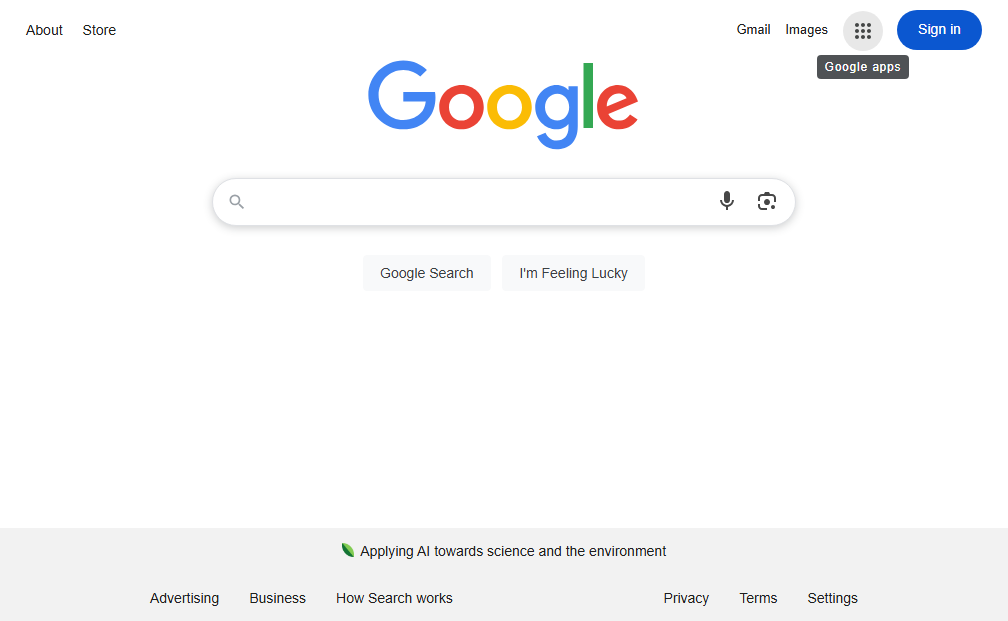 About Store Gmail Images Sign in
Google apps
Google
Google Search I'm Feeling Lucky
Applying AI towards science and the environment
Advertising Business How Search works Privacy Terms Settings